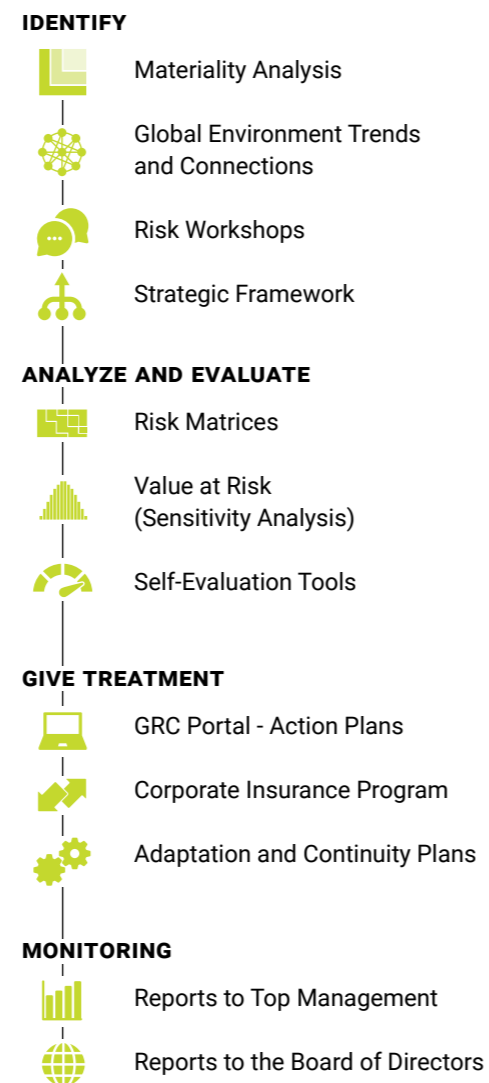 IDENTIFY
Materiality Analysis
Global Environment Trends
and Connections
Risk Workshops
Strategic Framework
ANALYZE AND EVALUATE
Risk Matrices
Value at Risk
(Sensitivity Analysis)
Self-Evaluation Tools
GIVE TREATMENT
GRC Portal - Action Plans
Corporate Insurance Program
Adaptation and Continuity Plans
MONITORING
Reports to Top Management
Reports to the Board of Directors